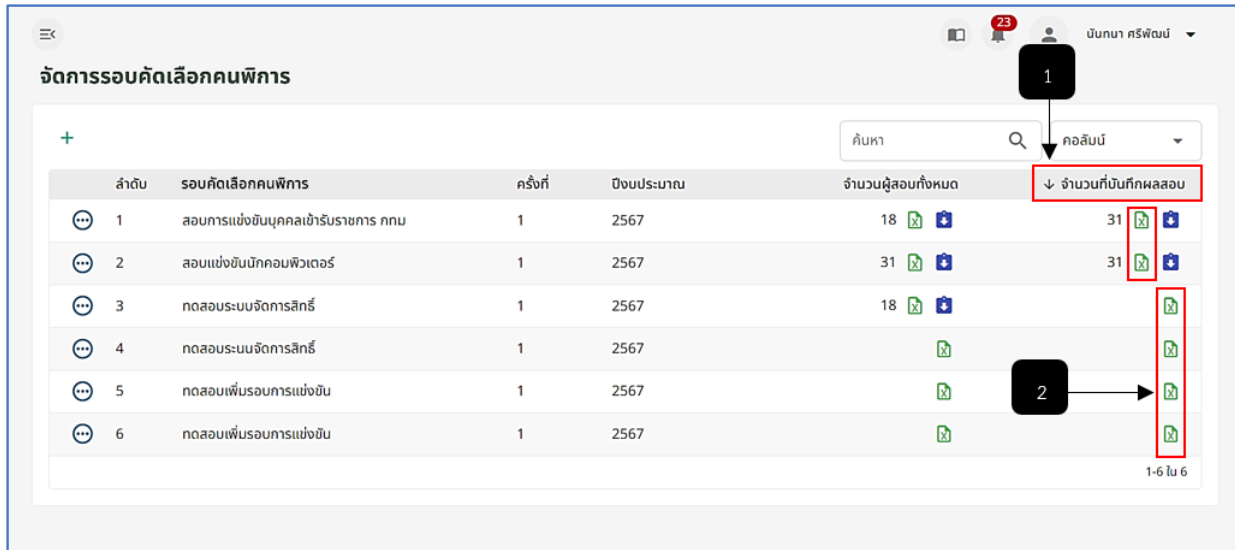 23
นันทนา ศรีพัฒน์
จัดการรอบคัดเลือกคนพิการ
1
+
ค้นหา
คอลัมน์
ลำดับ รอบคัดเลือกคนพิการ ครั้งที่ ปีงบประมาณ จำนวนผู้สอบทั้งหมด ↓ จำนวนที่บันทึกผลสอบ
1 สอบการแข่งขันบุคคลเข้ารับราชการ กทม 1 2567 18 31
2 สอบแข่งขันนักคอมพิวเตอร์ 1 2567 31 31
3 ทดสอบระบบจัดการสิทธิ์ 1 2567 18
4 ทดสอบระบบจัดการสิทธิ์ 1 2567
5 ทดสอบเพิ่มรอบการแข่งขัน 1 2567
2
6 ทดสอบเพิ่มรอบการแข่งขัน 1 2567
1-6 ใน 6